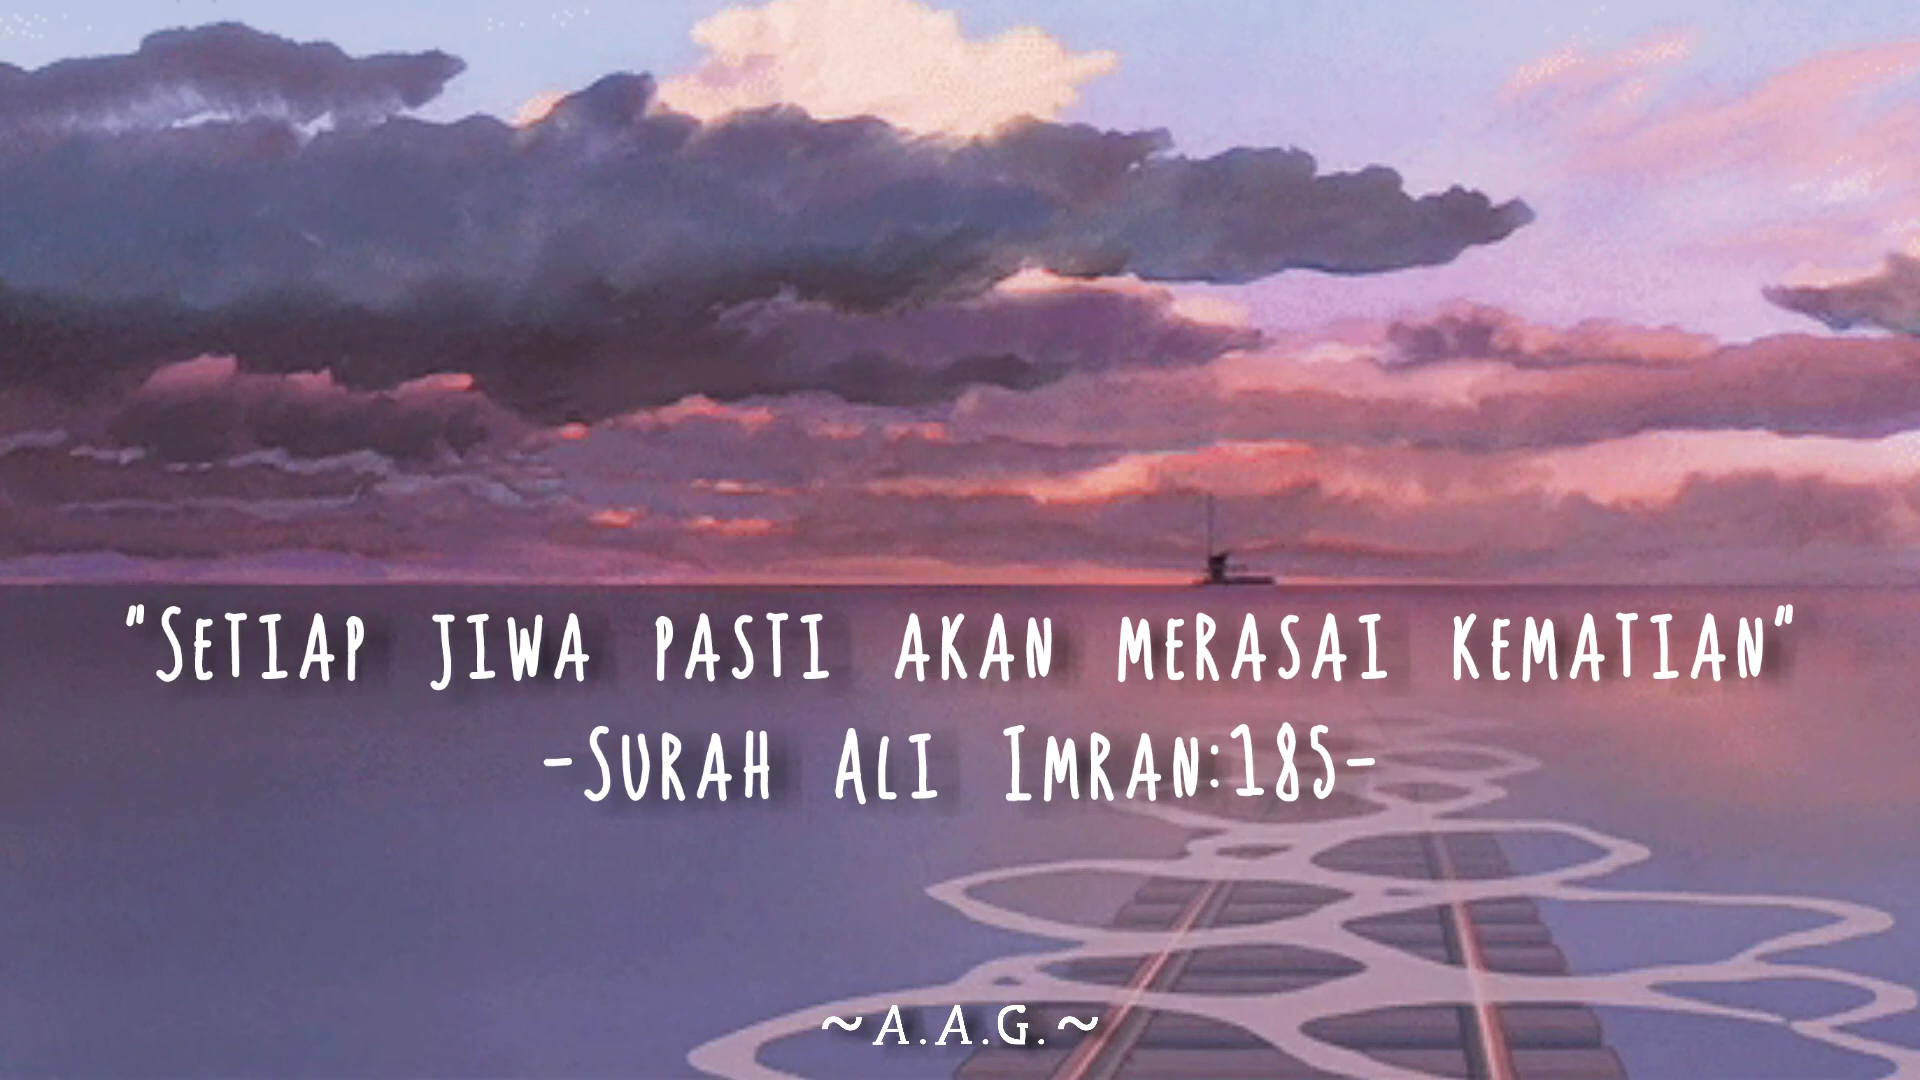 "Setiap jiwa pasti akan merasai kematian"
-Surah Ali Imran:185-
~A.A.G.~